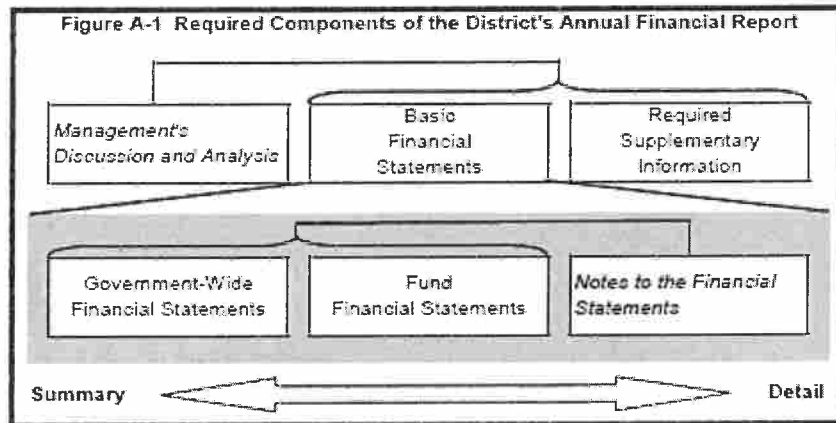 Figure A-1 Required Components of the District's Annual Financial Report
Management's
Discussion and Analysis
Basic
Financial
Statements
Required
Supplementary
Information
Government-Wide
Financial Statements
Fund
Financial Statements
Notes to the Financial
Statements
Summary
Detail